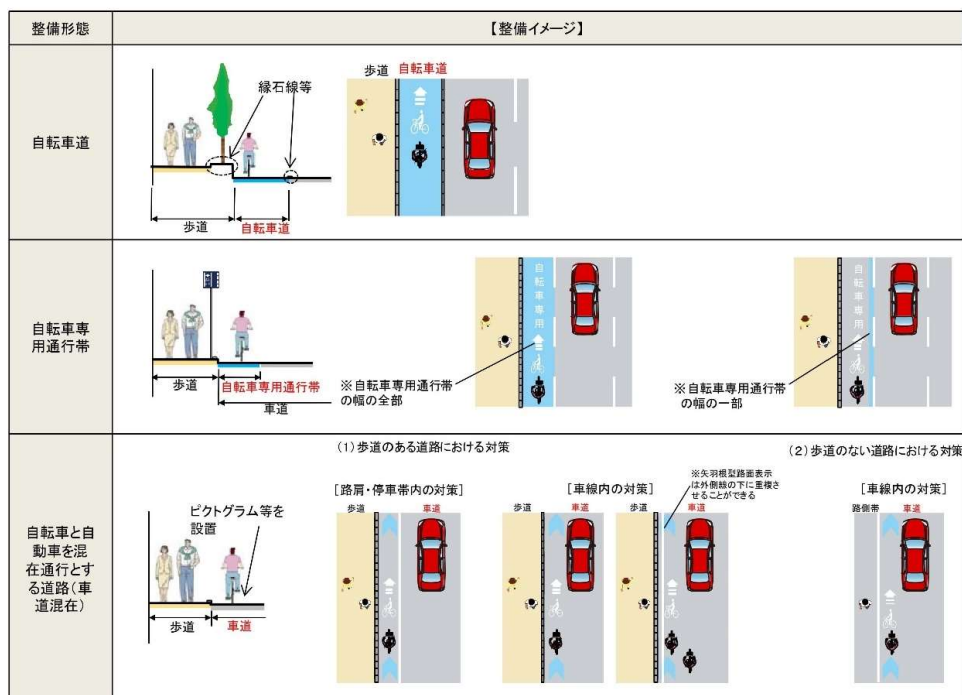 整備形態
【整備イメージ】
自転車道
縁石線等
歩道
自転車道
歩道
自転車道
自転車専
用通行帯
歩道
自転車専用通行帯
車道
自転車専用
※自転車専用通行帯
の幅の全部
自転車専用
※自転車専用通行帯
の幅の一部
自転車と自
動車を混
在通行とす
る道路(車
道混在)
ピクトグラム等を
設置
歩道
車道
(1)歩道のある道路における対策
[路肩・停車帯内の対策]
歩道
車道
[車線内の対策]
歩道
車道
※矢羽根型路面表示
は外側線の下に重複さ
せることができる
歩道
車道
(2)歩道のない道路における対策
[車線内の対策]
路側帯
車道